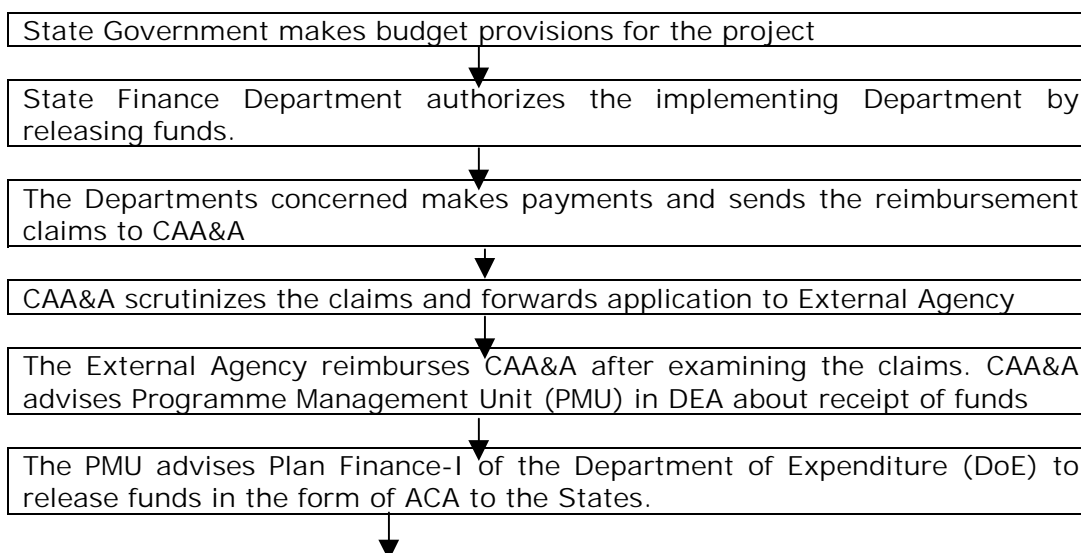 State Government makes budget provisions for the project
State Finance Department authorizes the implementing Department by
releasing funds.
The Departments concerned makes payments and sends the reimbursement
claims to CAA&A
CAA&A scrutinizes the claims and forwards application to External Agency
The External Agency reimburses CAA&A after examining the claims. CAA&A
advises Programme Management Unit (PMU) in DEA about receipt of funds
The PMU advises Plan Finance-I of the Department of Expenditure (DoE) to
release funds in the form of ACA to the States.